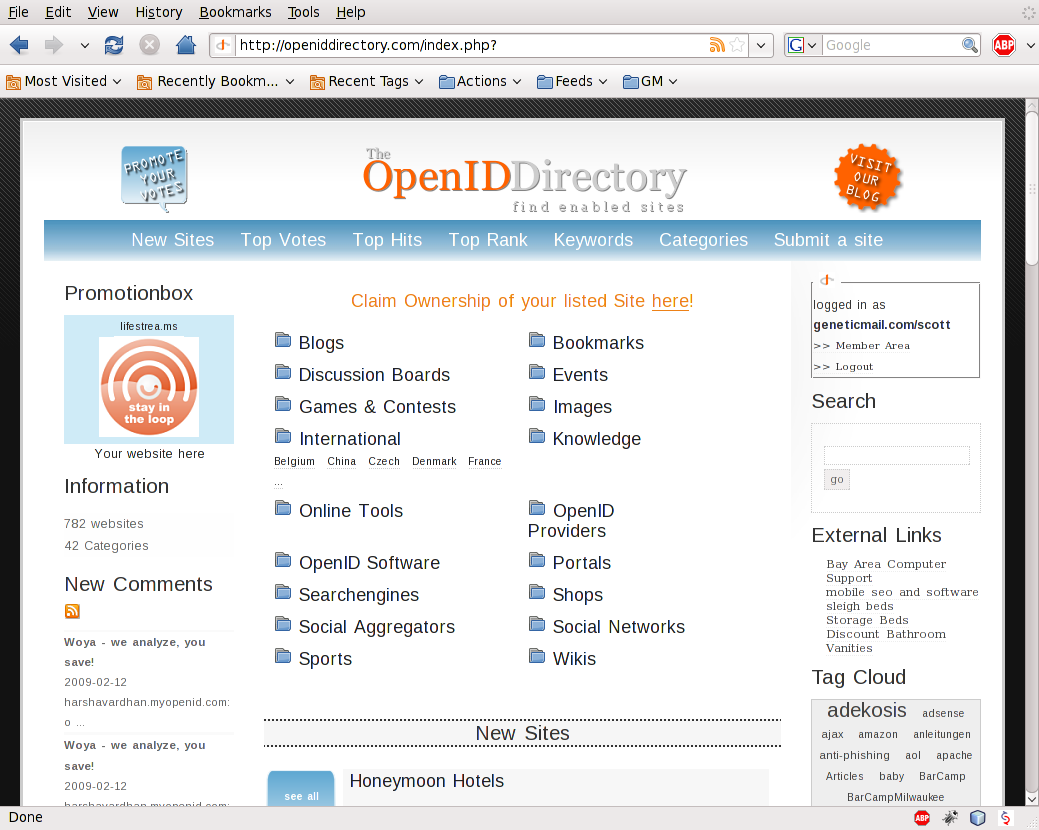 File Edit View History Bookmarks Tools Help
http://openiddirectory.com/index.php?
G Google
ABP
Most Visited Recently Bookm... Recent Tags Actions Feeds GM
PROMOTE YOUR VOTES
The
OpenIDDirectory
find enabled sites
VISIT OUR BLOG
New Sites Top Votes Top Hits Top Rank Keywords Categories Submit a site
Promotionbox
lifestrea.ms
stay in
the loop
Your website here
Information
782 websites
42 Categories
New Comments
Woya - we analyze, you
save!
2009-02-12
harshavardhan.myopenid.com:
o ...
Woya - we analyze, you
save!
2009-02-12
harshavardhan.myopenid.com:
Claim Ownership of your listed Site here!
Blogs Bookmarks
Discussion Boards Events
Games & Contests Images
International Knowledge
Belgium China Czech Denmark France
...
Online Tools OpenID
Providers
OpenID Software Portals
Searchengines Shops
Social Aggregators Social Networks
Sports Wikis
New Sites
see all
Honeymoon Hotels
logged in as
geneticmail.com/scott
>> Member Area
>> Logout
Search
go
External Links
Bay Area Computer
Support
mobile seo and software
sleigh beds
Storage Beds
Discount Bathroom
Vanities
Tag Cloud
adekosis adsense
ajax amazon anleitungen
anti-phishing aol apache
Articles baby BarCamp
BarCampMilwaukee
Done
ABP